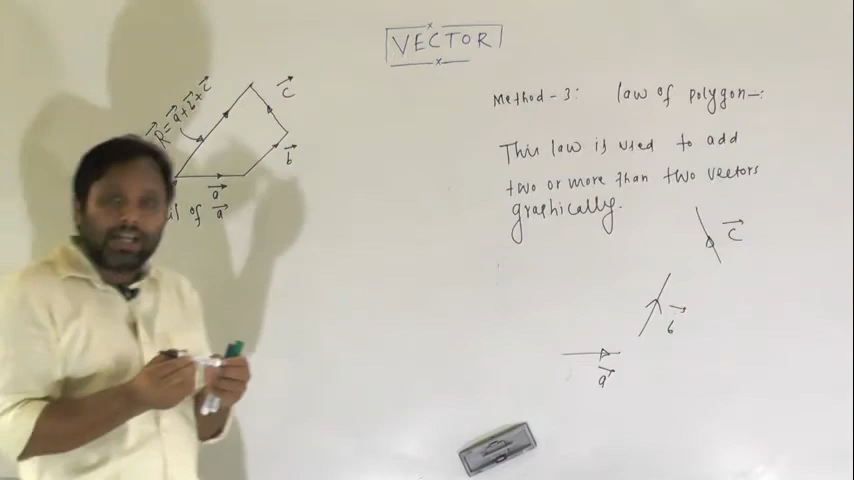 VECTOR
R = a + b + c
c
b
a
of a
Method - 3: law of polygon -:
This law is used to add
two or more than two vectors
graphically.
c
b
a